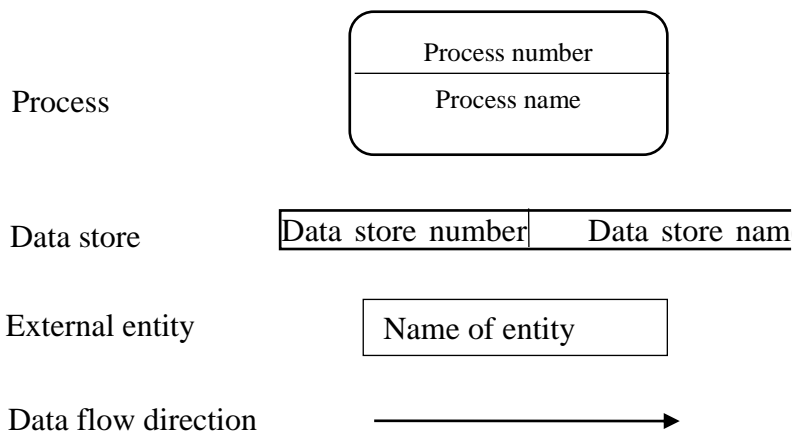 Process number
Process
Process name
Data store
Data store number
Data store nam
External entity
Name of entity
Data flow direction